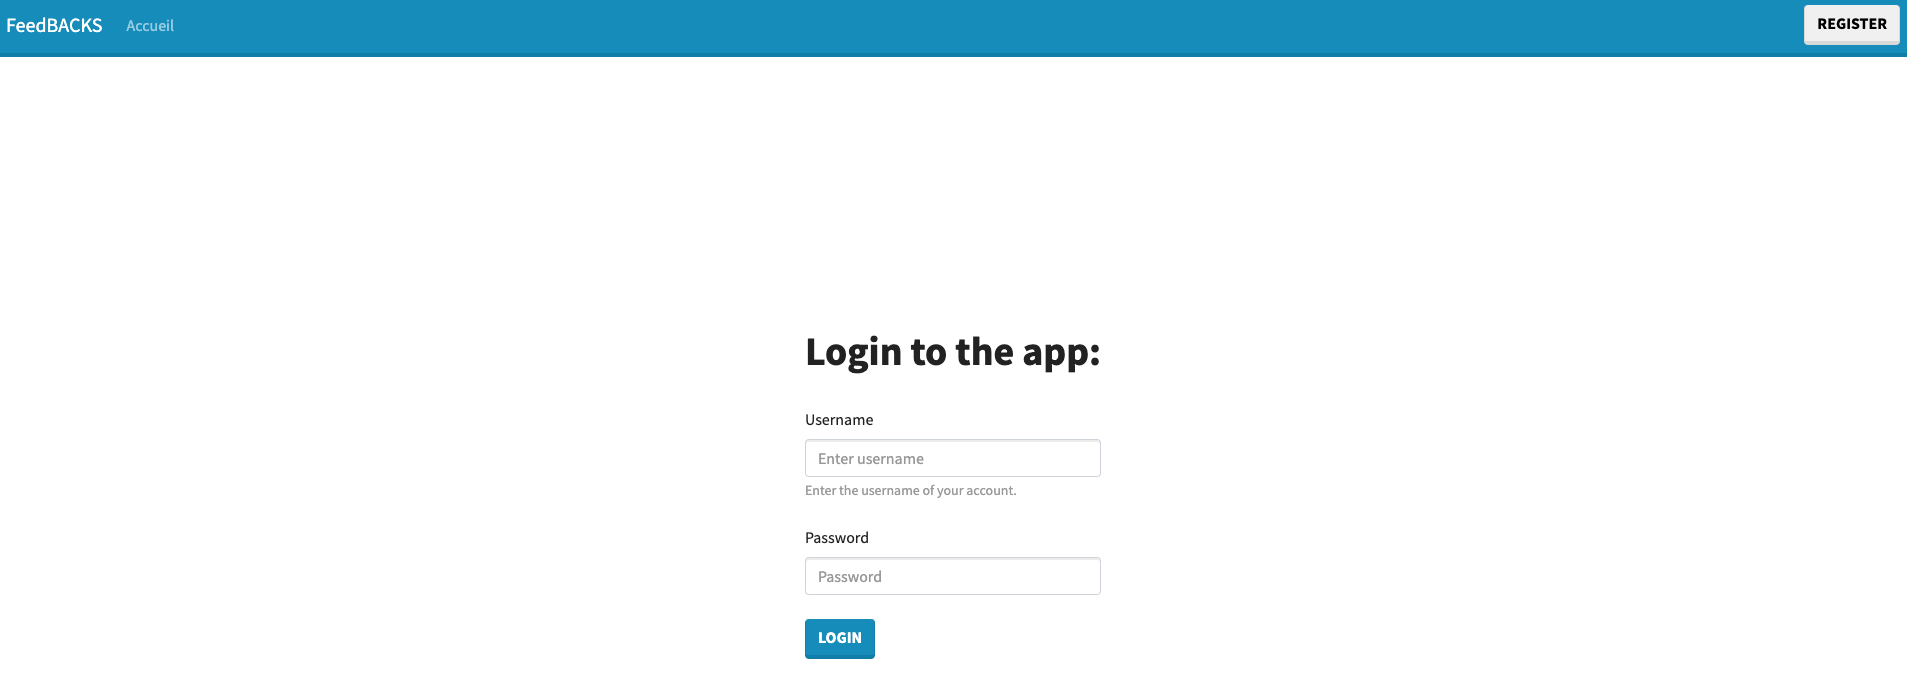 FeedBACKS Accueil REGISTER
Login to the app:
Username
Enter username
Enter the username of your account.
Password
Password
LOGIN